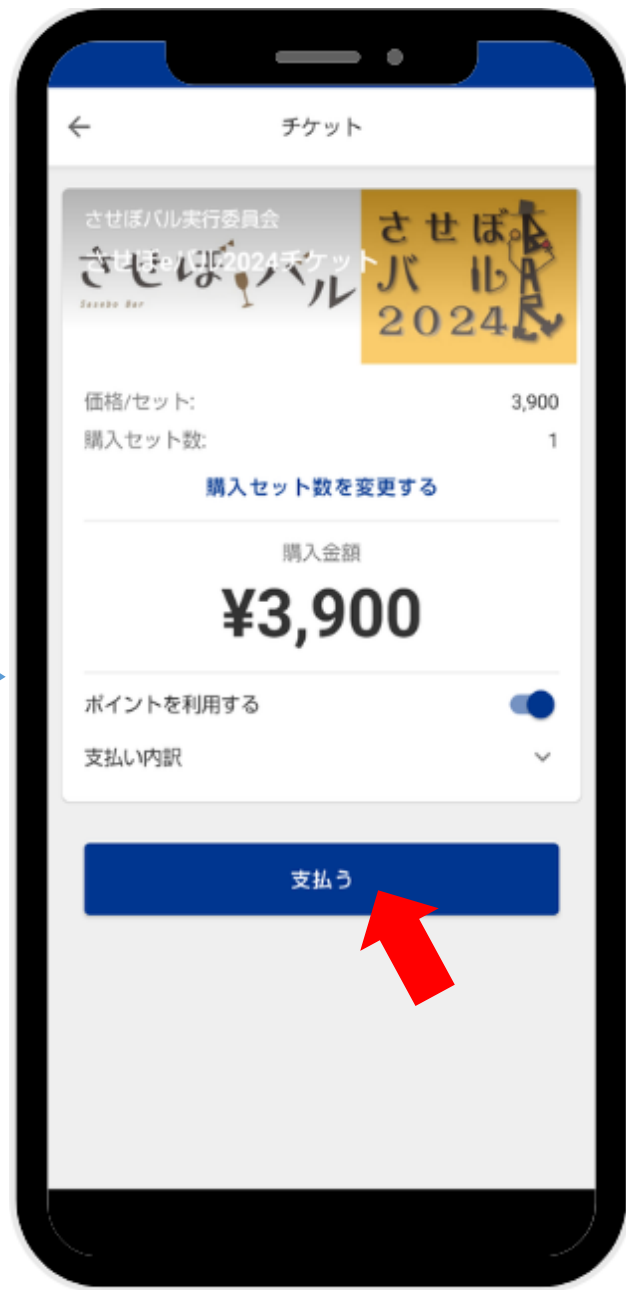 チケット
させぼバル実行委員会
させぼeバル2024チケット
させぼバル
Sasebo Bar
させぼ
バル
2024
BAR
価格/セット: 3,900
購入セット数: 1
購入セット数を変更する
購入金額
¥3,900
ポイントを利用する
支払い内訳
支払う